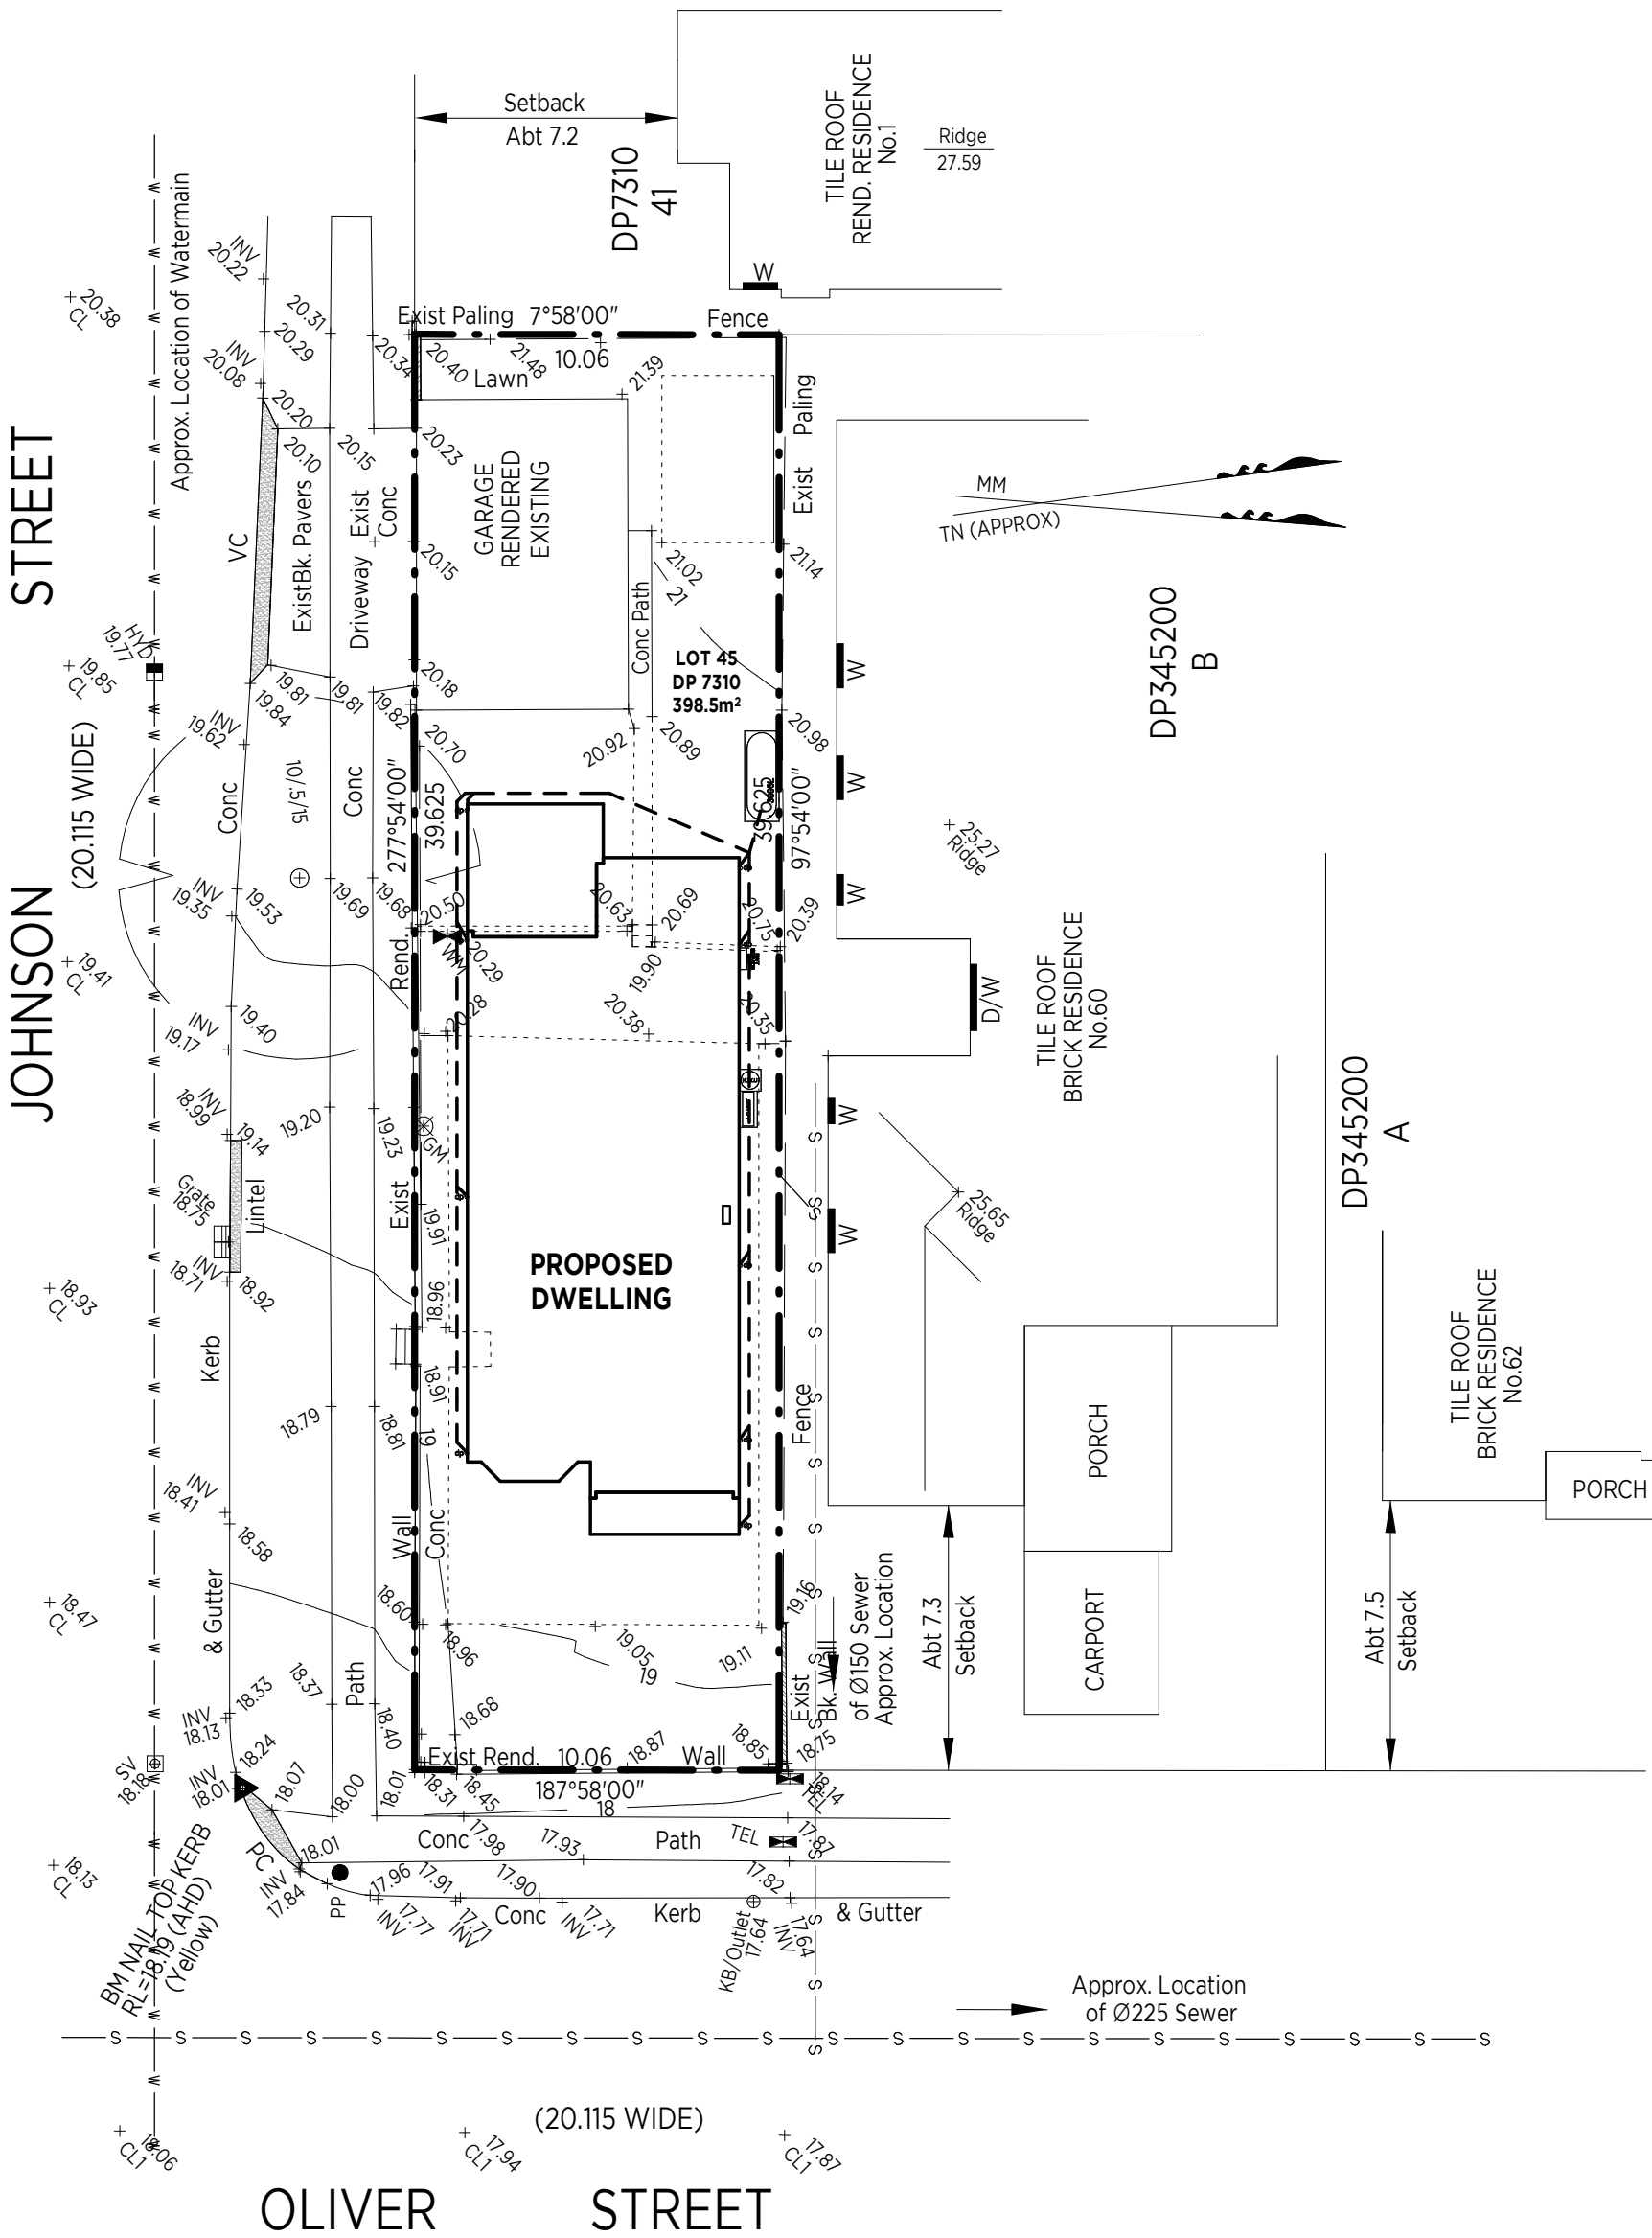 Setback
Abt 7.2
DP7310
41
TILE ROOF
REND. RESIDENCE
No.1
Ridge
27.59
W
Approx. Location of Watermain
INV
20.22
+ 20.38
CL
20.31
20.29
INV
20.08
20.34
20.20
20.10
20.15
Exist Paling 7°58'00" Fence
10.06
20.40
21.48
Lawn
21.39
20.23
STREET
VC
ExistBk. Pavers
Driveway
Exist
Conc
GARAGE
RENDERED
EXISTING
Exist
Paling
MM
TN (APPROX)
20.15
21.02
21
21.14
Conc Path
HYD
19.77
+ 19.85
CL
LOT 45
DP 7310
398.5m²
DP345200
B
W
19.81
19.84
19.81
19.82
20.18
INV
19.62
20.70
20.92
20.89
20.98
(20.115 WIDE)
Conc
10/.5/15
Conc
277°54'00"
39.625
39.625
97°54'00"
W
+ 25.27
Ridge
INV
19.35
19.53
19.69
19.68
20.50
20.63
20.69
20.75
20.39
W
JOHNSON
+ 19.41
CL
Rend.
WM
20.29
19.90
D/W
TILE ROOF
BRICK RESIDENCE
No.60
INV
19.17
19.40
20.28
20.38
20.35
INV
18.99
19.14
19.20
19.23
GM
W
DP345200
A
Grate
18.75
Lintel
Exist
19.91
W
25.65
Ridge
INV
18.71
18.92
+ 18.93
CL
18.96
PROPOSED
DWELLING
Kerb
18.91
TILE ROOF
BRICK RESIDENCE
No.62
18.79
18.81
19
Fence
PORCH
PORCH
INV
18.41
18.58
Wall
Conc
+ 18.47
CL
& Gutter
18.60
18.96
19.05
19
19.11
19.16
Exist
Bk. Wall
of Ø150 Sewer
Approx. Location
Abt 7.3
Setback
CARPORT
Abt 7.5
Setback
18.37
Path
18.33
INV
18.13
18.40
18.68
18.87
18.85
18.75
SV
18.18
INV
18.01
18.24
18.07
18.00
18.01
Exist Rend. 10.06 Wall
187°58'00"
18.31
18.45
18
18.14
TEL
Conc
17.98
17.93
Path
TEL
17.87
BM NAIL TOP KERB
RL=18.19 (AHD)
(Yellow)
+ 18.13
CL
PC
18.01
INV
17.84
PP
17.96
17.91
17.90
17.82
17.77
INV
17.71
INV
Conc
17.71
INV
Kerb
KB/Outlet
17.64
17.64
INV
& Gutter
Approx. Location
of Ø225 Sewer
(20.115 WIDE)
+ 18.06
CL1
+ 17.94
CL1
+ 17.87
CL1
OLIVER STREET